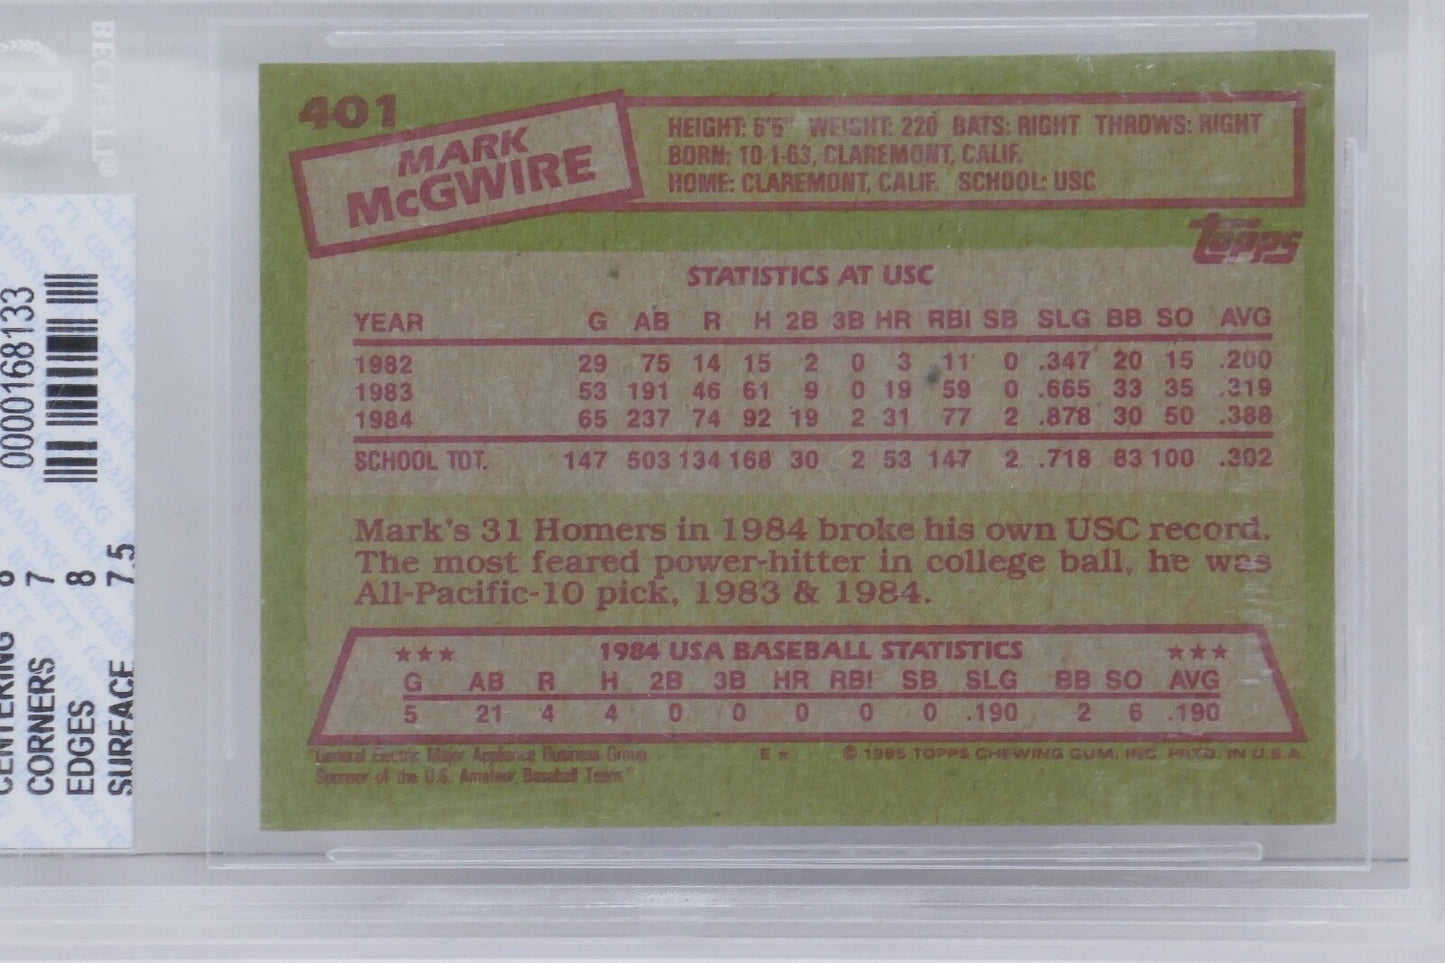 BECKETT®
401
MARK
McGWIRE
HEIGHT: 6'5" WEIGHT: 220 BATS: RIGHT THROWS: RIGHT
BORN: 10-1-63, CLAREMONT, CALIF.
HOME: CLAREMONT, CALIF. SCHOOL: USC
topps
STATISTICS AT USC
YEAR G AB R H 2B 3B HR RBI SB SLG BB SO AVG
1982 29 75 14 15 2 0 3 11 0 .347 20 15 .200
1983 53 191 46 61 9 0 19 59 0 .665 33 35 .319
1984 65 237 74 92 19 2 31 77 2 .878 30 50 .388
SCHOOL TOT. 147 503 134 168 30 2 53 147 2 .718 83 100 .302
Mark's 31 Homers in 1984 broke his own USC record.
The most feared power-hitter in college ball, he was
All-Pacific-10 pick, 1983 & 1984.
★★★ 1984 USA BASEBALL STATISTICS ★★★
G AB R H 2B 3B HR RBI SB SLG BB SO AVG
5 21 4 4 0 0 0 0 0 .190 2 6 .190
"General Electric Major Appliance Business Group
Sponsor of the U.S. Amateur Baseball Team"
E★ © 1985 TOPPS CHEWING GUM, INC. PRTD. IN U.S.A.
0000168133
CENTERING
CORNERS 7
EDGES 8
SURFACE 7.5